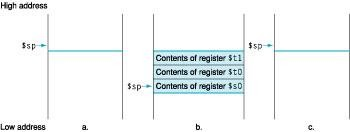 High address
$sp
$sp
Contents of register $t1
Contents of register $t0
$sp
Contents of register $s0
Low address
a.
b.
c.